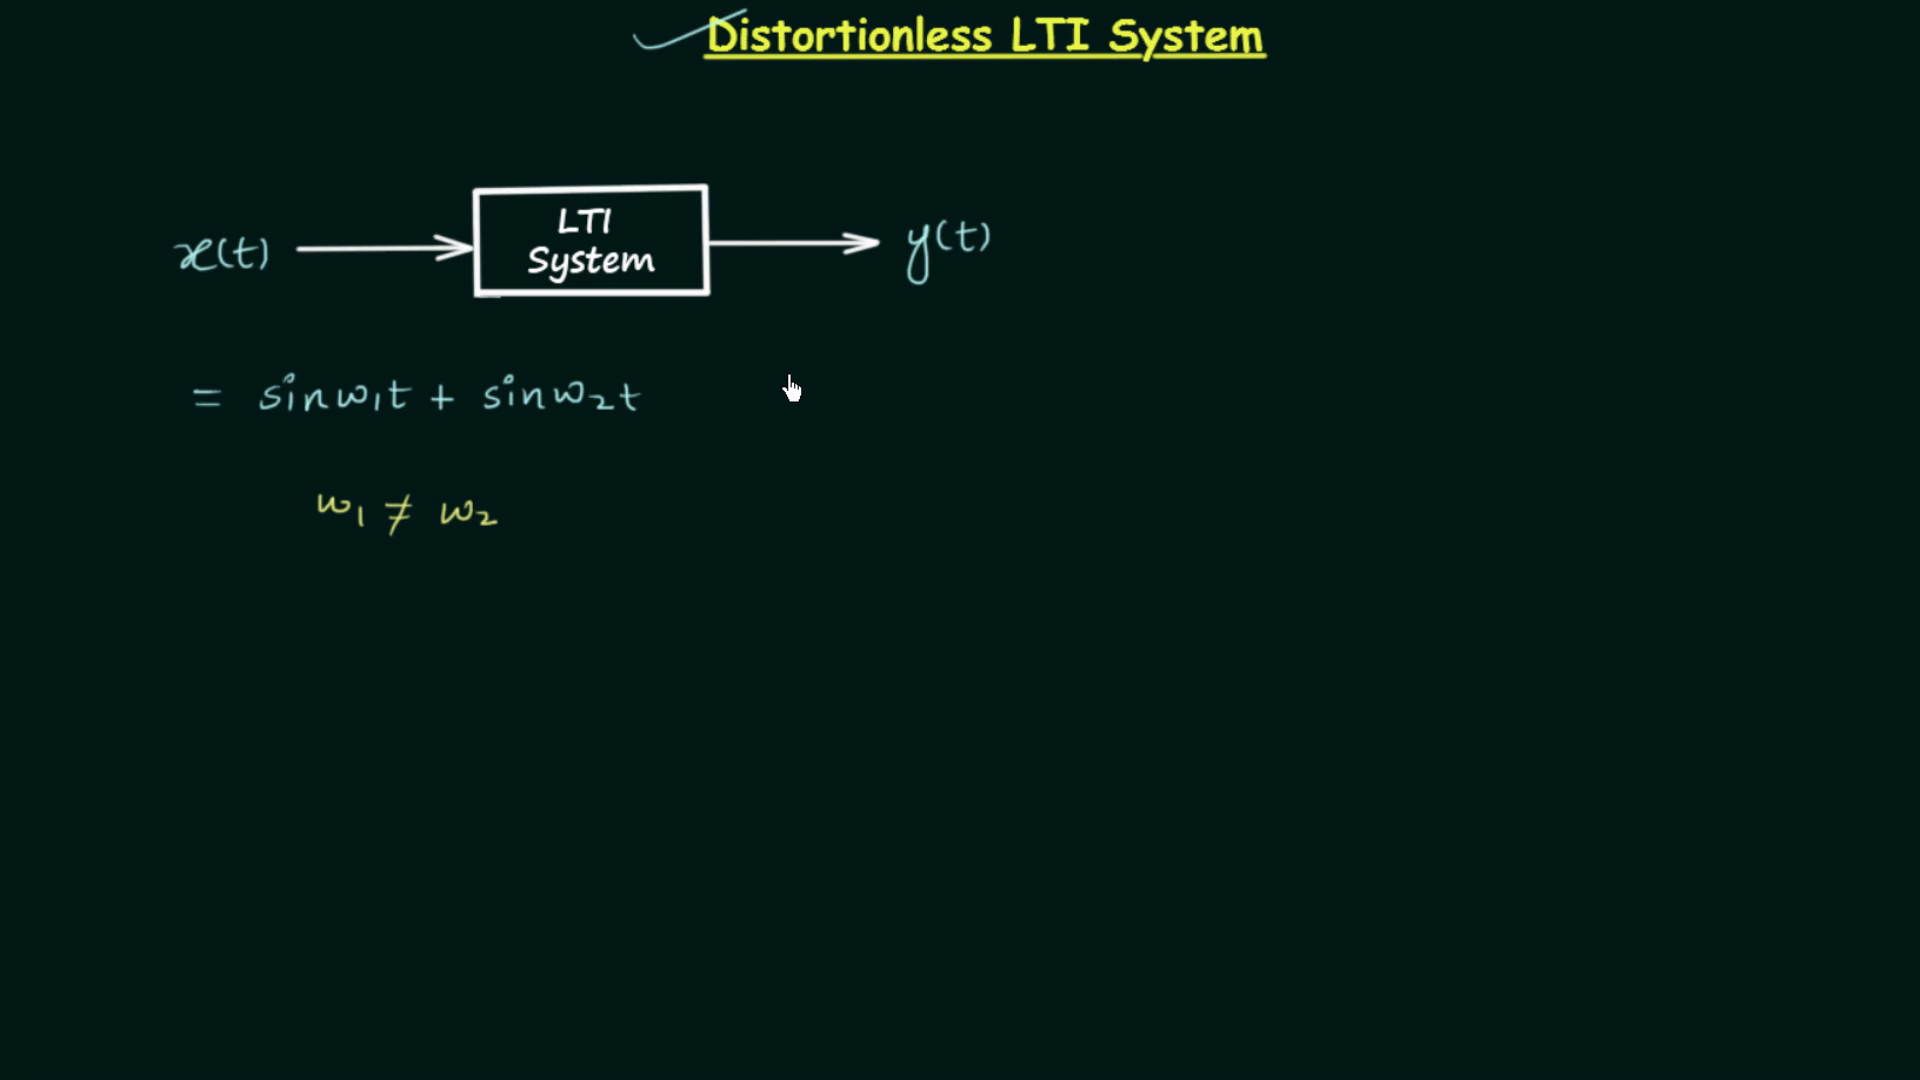 Distortionless LTI System
x(t)
LTI
System
y(t)
= sinω₁t + sinω₂t
ω₁ ≠ ω₂